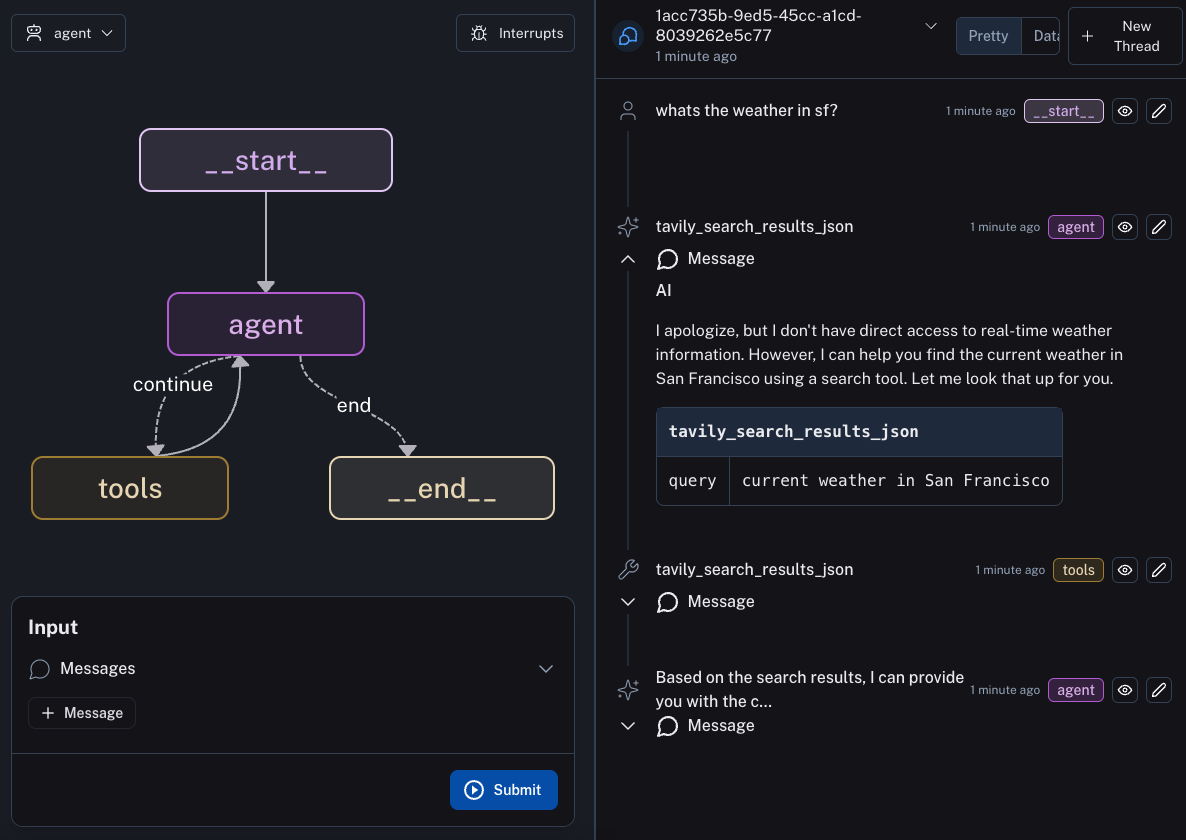 agent
Interrupts
__start__
agent
continue
end
tools
__end__
Input
Messages
+ Message
Submit
1acc735b-9ed5-45cc-a1cd-
8039262e5c77
1 minute ago
Pretty
Data
+ New
Thread
whats the weather in sf?
1 minute ago
__start__
tavily_search_results_json
1 minute ago
agent
Message
AI
I apologize, but I don't have direct access to real-time weather
information. However, I can help you find the current weather in
San Francisco using a search tool. Let me look that up for you.
tavily_search_results_json
query
current weather in San Francisco
tavily_search_results_json
1 minute ago
tools
Message
Based on the search results, I can provide
you with the c...
1 minute ago
agent
Message